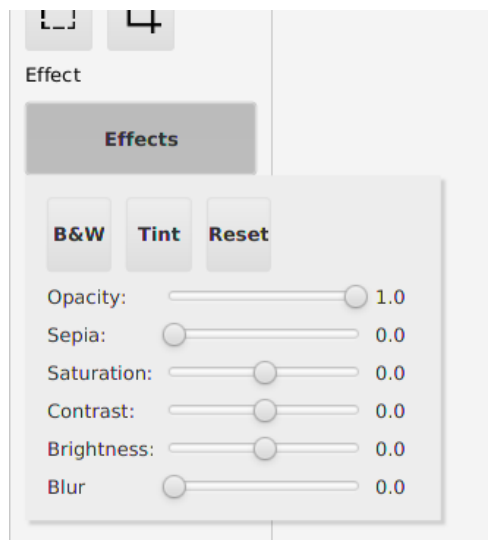 Effect
Effects
B&W Tint Reset
Opacity: 1.0
Sepia: 0.0
Saturation: 0.0
Contrast: 0.0
Brightness: 0.0
Blur 0.0